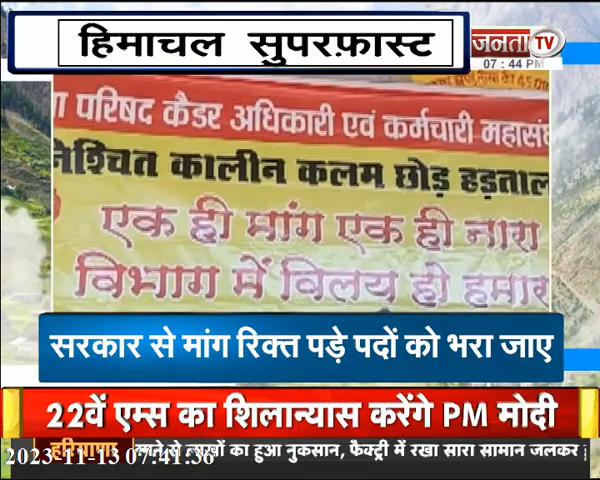 हिमाचल सुपरफ़ास्ट
जनता TV
07 : 44 PM
परिषद कैडर अधिकारी एवं कर्मचारी महासंघ
निश्चित कालीन कलम छोड़ हड़ताल
एक ही मांग एक ही नारा
विभाग में विलय हो हमारा
सरकार से मांग रिक्त पड़े पदों को भरा जाए
22वें एम्स का शिलान्यास करेंगे PM मोदी
हरियाणा लाखों का हुआ नुकसान, फैक्ट्री में रखा सारा सामान जलकर
2023-11-13 07:41:36